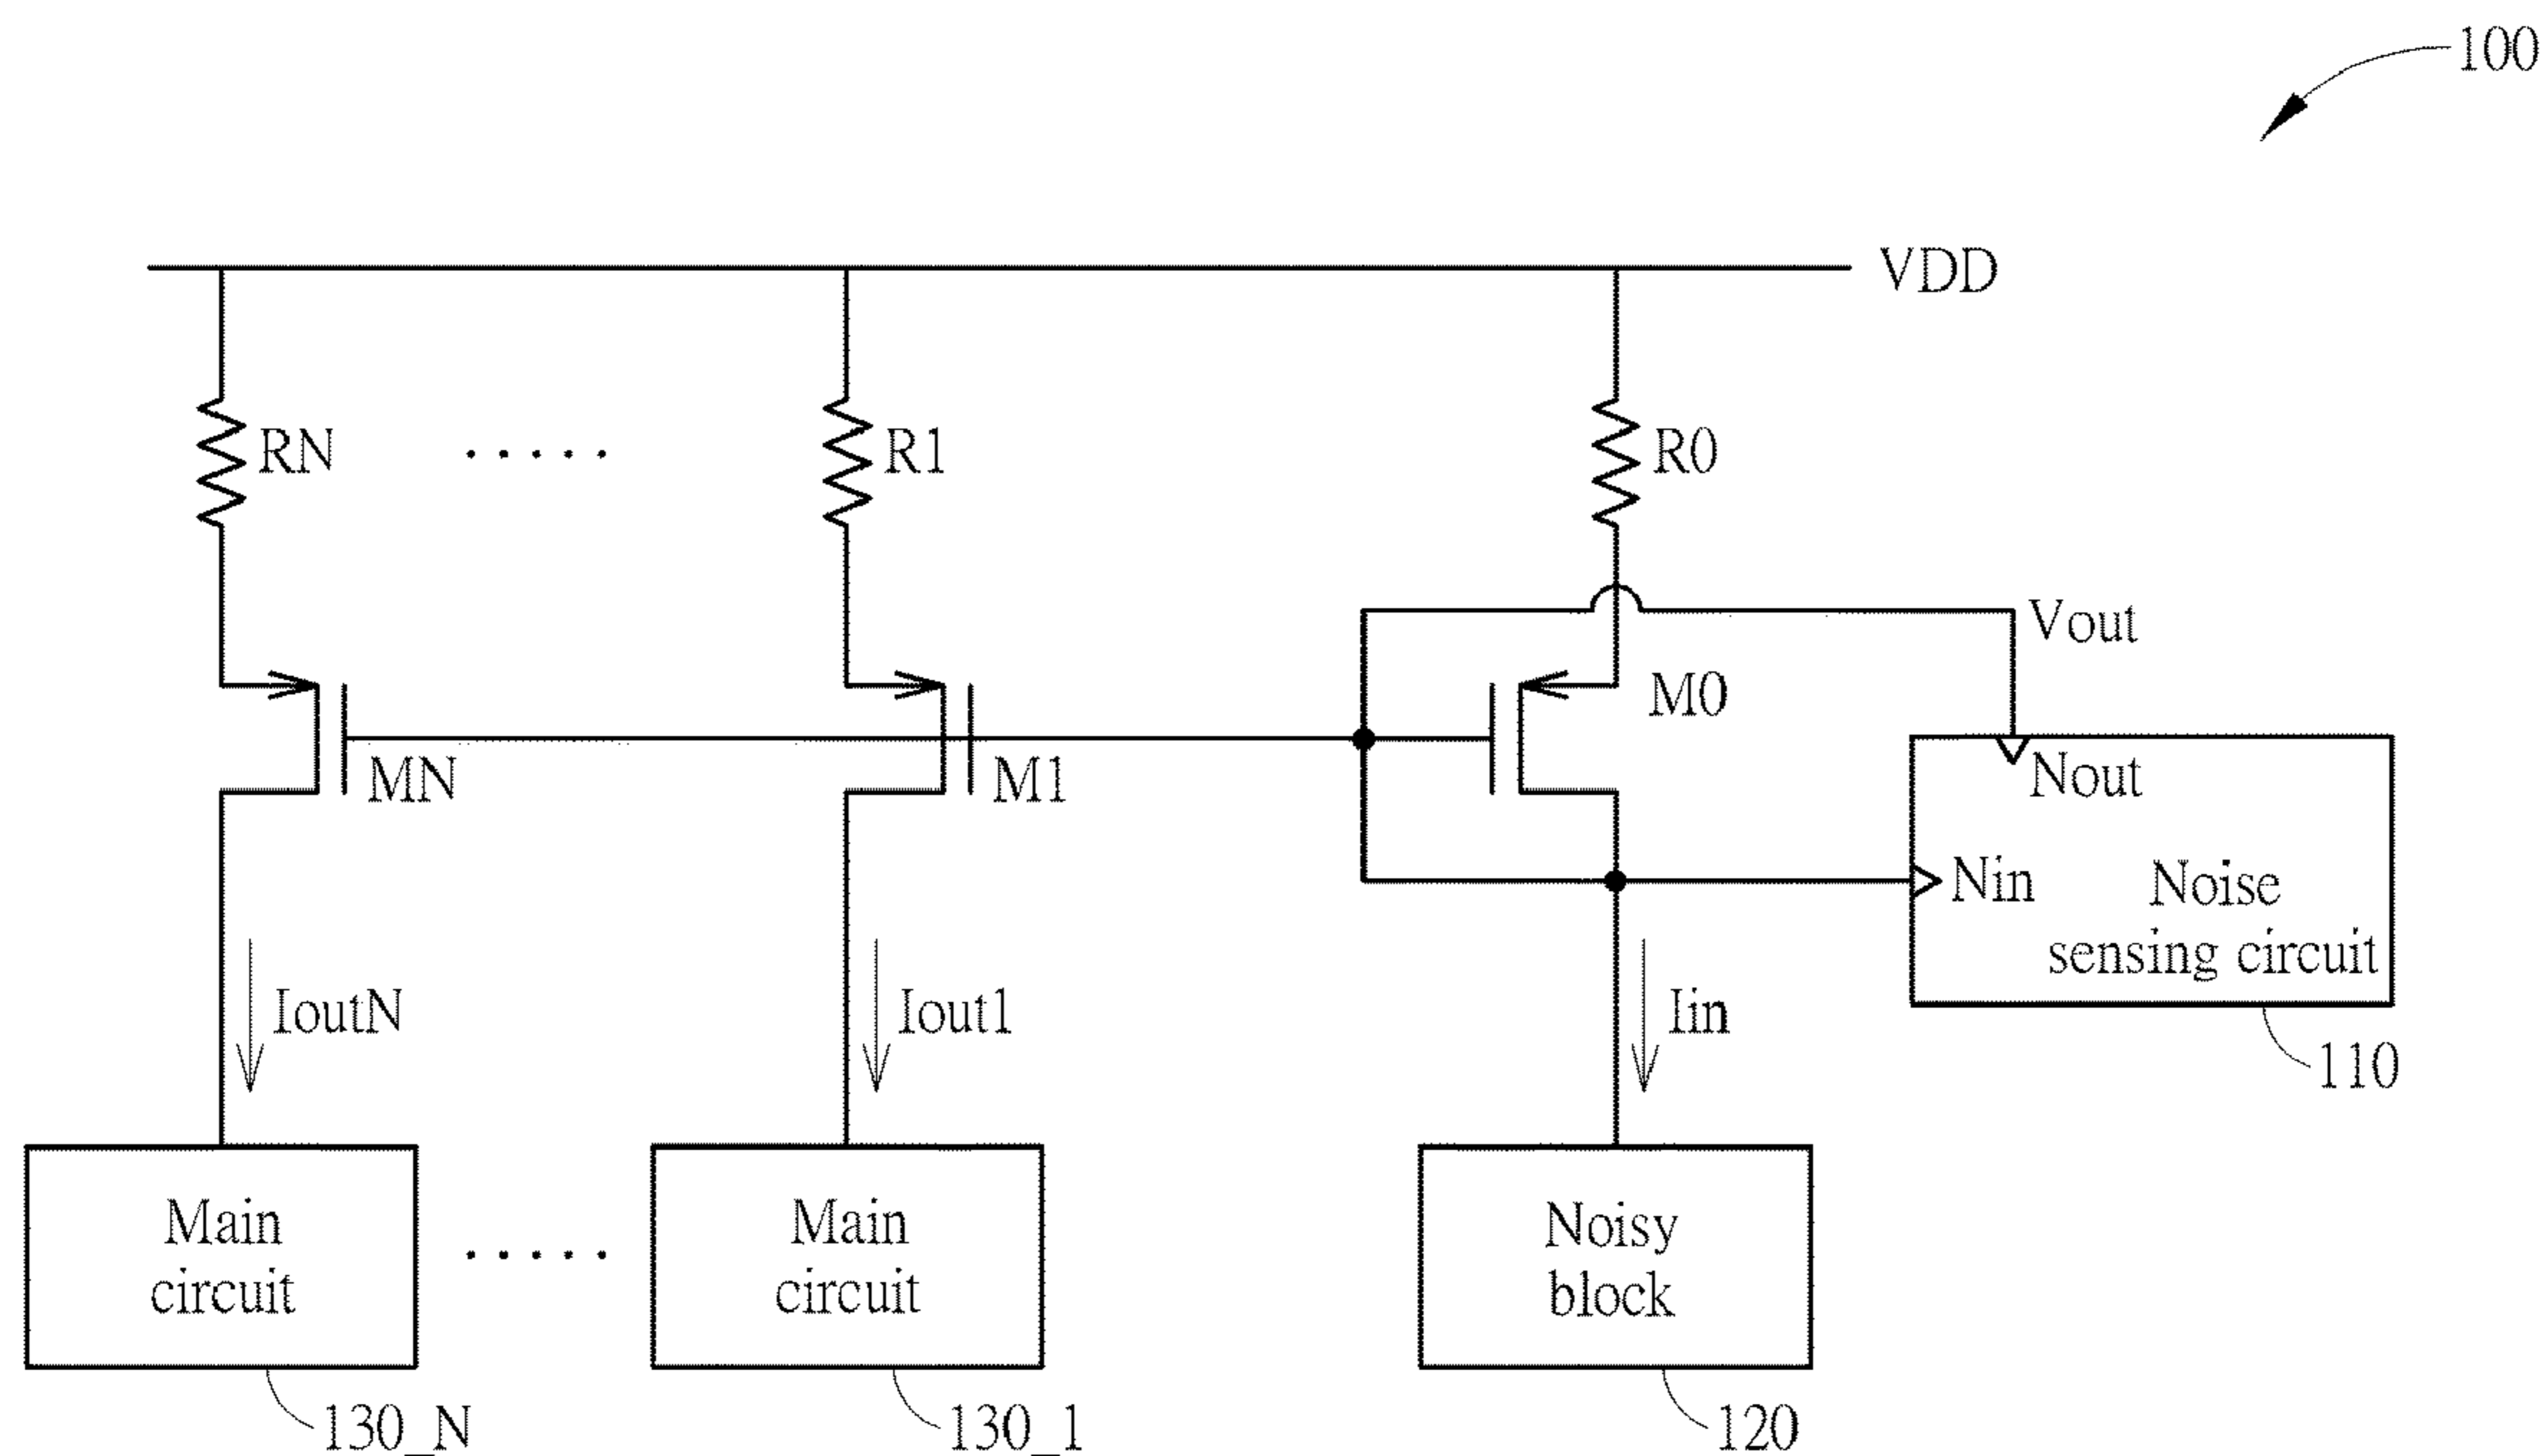 100
VDD
RN
.....
R1
R0
Vout
M0
MN
M1
Nout
Nin
Noise
sensing circuit
IoutN
Iout1
Iin
110
Main
circuit
.....
Main
circuit
Noisy
block
130_N
130_1
120